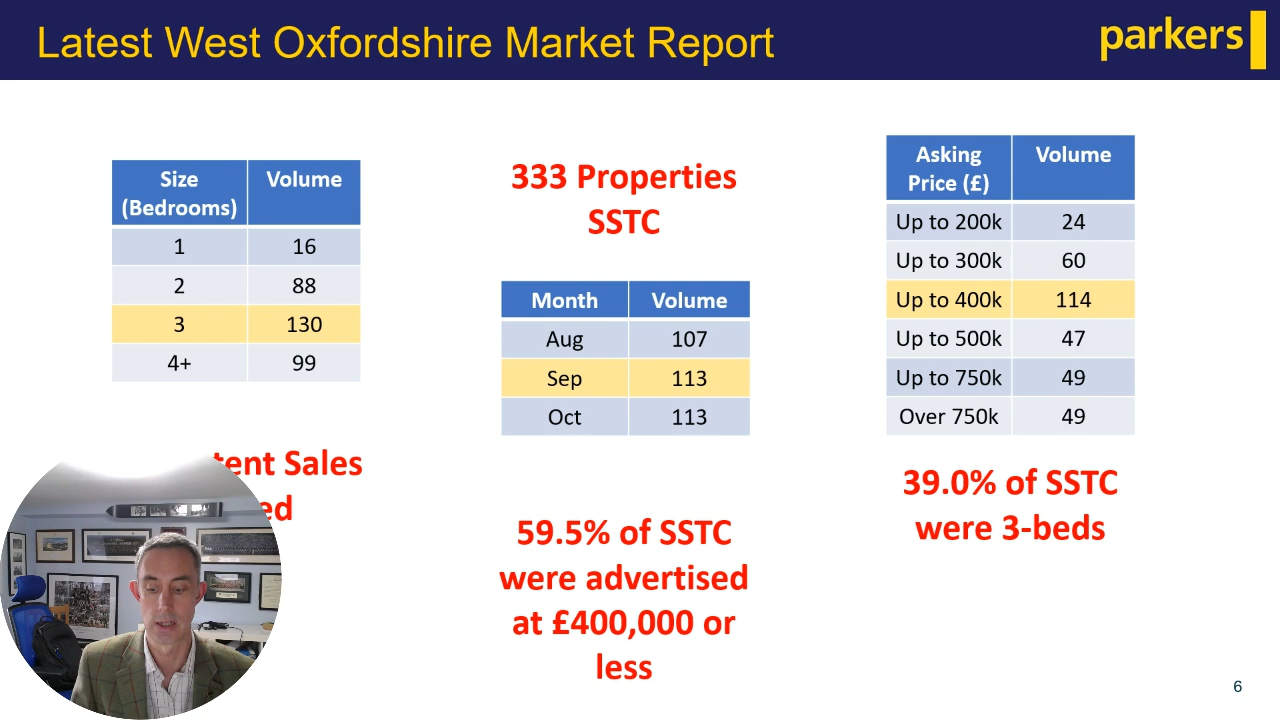 Latest West Oxfordshire Market Report
parkers
Size (Bedrooms) Volume
1 16
2 88
3 130
4+ 99
333 Properties
SSTC
Month Volume
Aug 107
Sep 113
Oct 113
Asking Price (£) Volume
Up to 200k 24
Up to 300k 60
Up to 400k 114
Up to 500k 47
Up to 750k 49
Over 750k 49
Sales
59.5% of SSTC
were advertised
at £400,000 or
less
39.0% of SSTC
were 3-beds
6